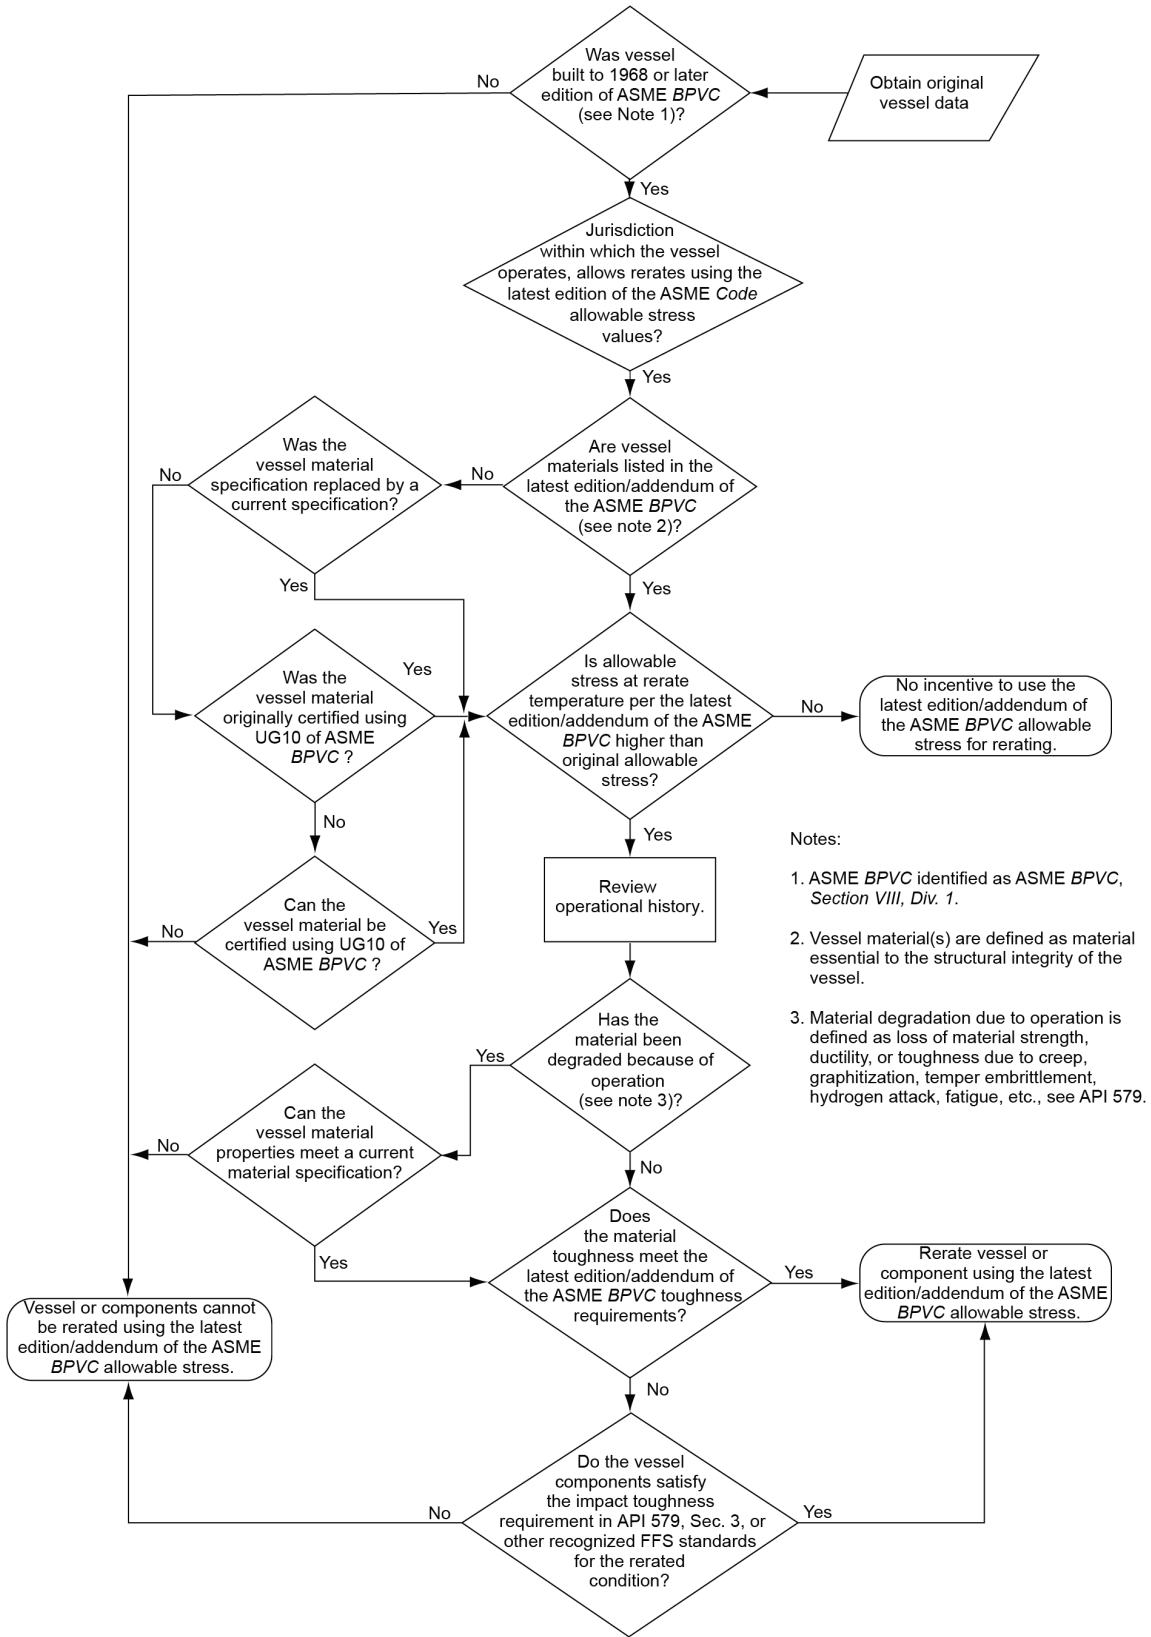 Was vessel
built to 1968 or later
edition of ASME BPVC
(see Note 1)?
No
Obtain original
vessel data
Yes
Jurisdiction
within which the vessel
operates, allows rerates using the
latest edition of the ASME Code
allowable stress
values?
Yes
Are vessel
materials listed in the
latest edition/addendum of
the ASME BPVC
(see note 2)?
No
Was the
vessel material
specification replaced by a
current specification?
No
Yes
Yes
Was the
vessel material
originally certified using
UG10 of ASME
BPVC ?
Yes
Is allowable
stress at rerate
temperature per the latest
edition/addendum of the ASME
BPVC higher than
original allowable
stress?
No
No incentive to use the
latest edition/addendum of
the ASME BPVC allowable
stress for rerating.
No
Yes
Can the
vessel material be
certified using UG10 of
ASME BPVC ?
No
Yes
Review
operational history.
Notes:
1. ASME BPVC identified as ASME BPVC,
Section VIII, Div. 1.
2. Vessel material(s) are defined as material
essential to the structural integrity of the
vessel.
3. Material degradation due to operation is
defined as loss of material strength,
ductility, or toughness due to creep,
graphitization, temper embrittlement,
hydrogen attack, fatigue, etc., see API 579.
Has the
material been
degraded because of
operation
(see note 3)?
Yes
Can the
vessel material
properties meet a current
material specification?
No
No
Yes
Does
the material
toughness meet the
latest edition/addendum of
the ASME BPVC toughness
requirements?
Yes
Rerate vessel or
component using the latest
edition/addendum of the ASME
BPVC allowable stress.
Vessel or components cannot
be rerated using the latest
edition/addendum of the ASME
BPVC allowable stress.
No
Do the vessel
components satisfy
the impact toughness
requirement in API 579, Sec. 3, or
other recognized FFS standards
for the rerated
condition?
No
Yes